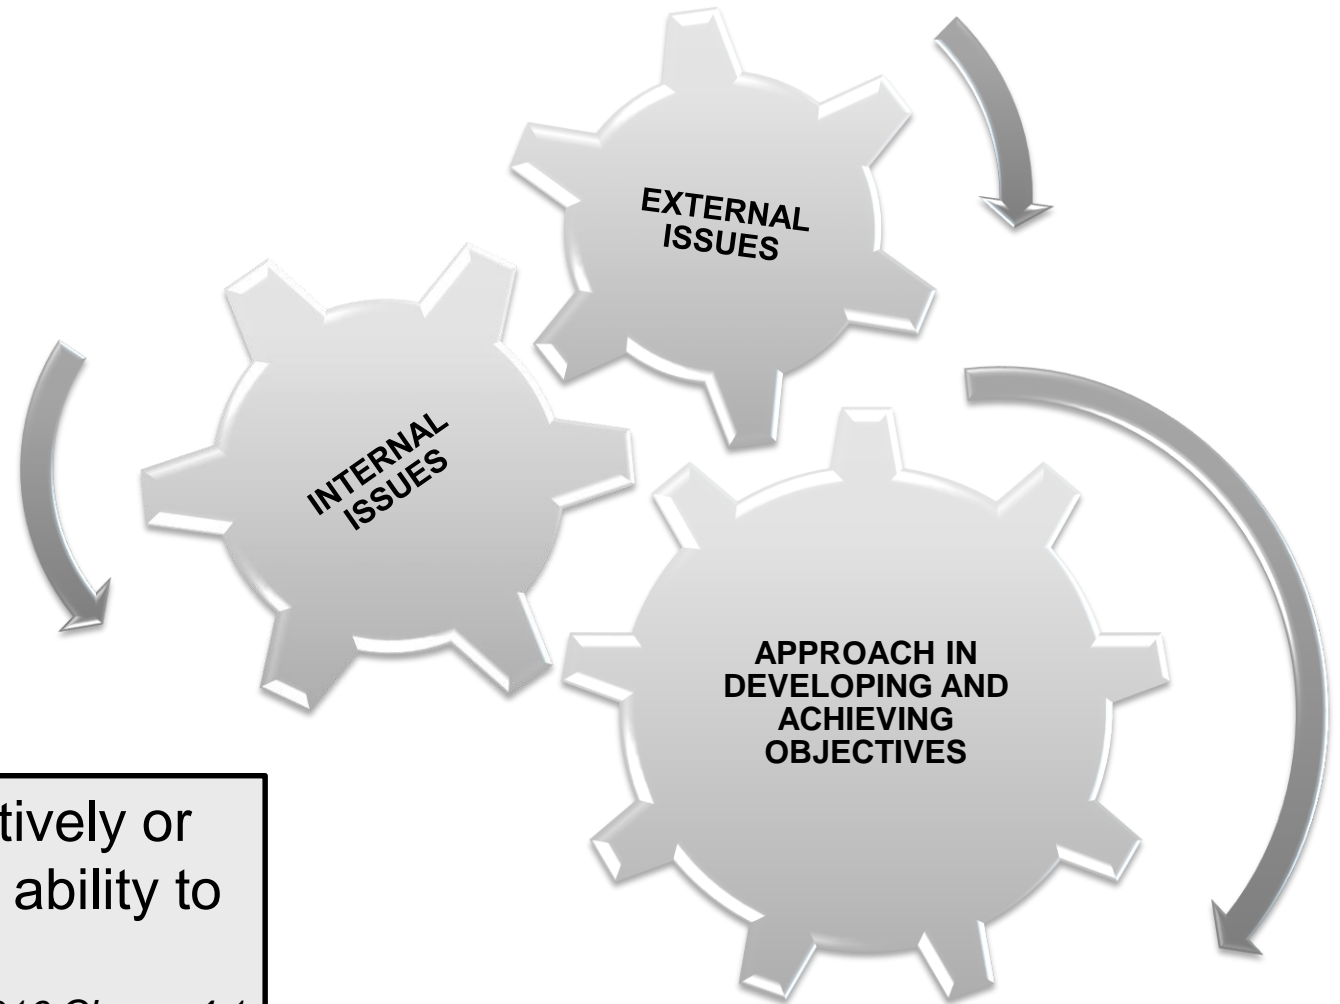 EXTERNAL
ISSUES
INTERNAL
ISSUES
APPROACH IN
DEVELOPING AND
ACHIEVING
OBJECTIVES
tively or
ability to